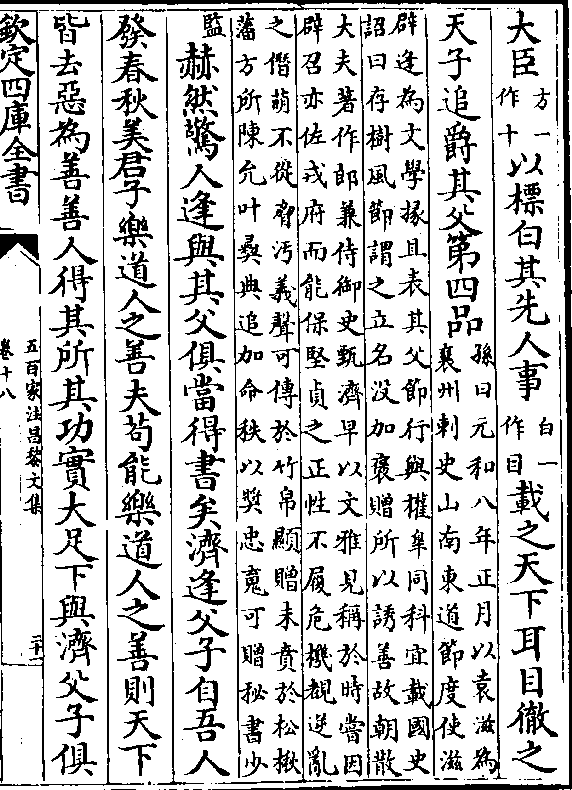 大臣方一作十以標白其先人事白一作目載之天下耳目徹之
天子追爵其父第四品孫曰元和八年正月以袁滋為襄州刺史山南東道節度使滋
辟逢為文學掾且表其父節行與權臯同科宜載國史
詔曰存樹風節謂之立名没加襃贈所以誘善故朝散
大夫著作郎兼侍御史甄濟早以文雅見稱於時嘗因
辟召亦佐戎府而能保堅貞之正性不履危機覩逆亂
之僭萌不從脅汚義聲可傳於竹帛顯贈未賁於松楸
藩方所陳允叶彝典追加命秩以奬忠䰟可贈秘書少
監赫然驚人逢與其父俱當得書矣濟逢父子自吾人
發春秋美君子樂道人之善夫苟能樂道人之善則天下
皆去惡為善善人得其所其功實大足下與濟父子俱
欽定四庫全書
五百家注昌黎文集
卷十八